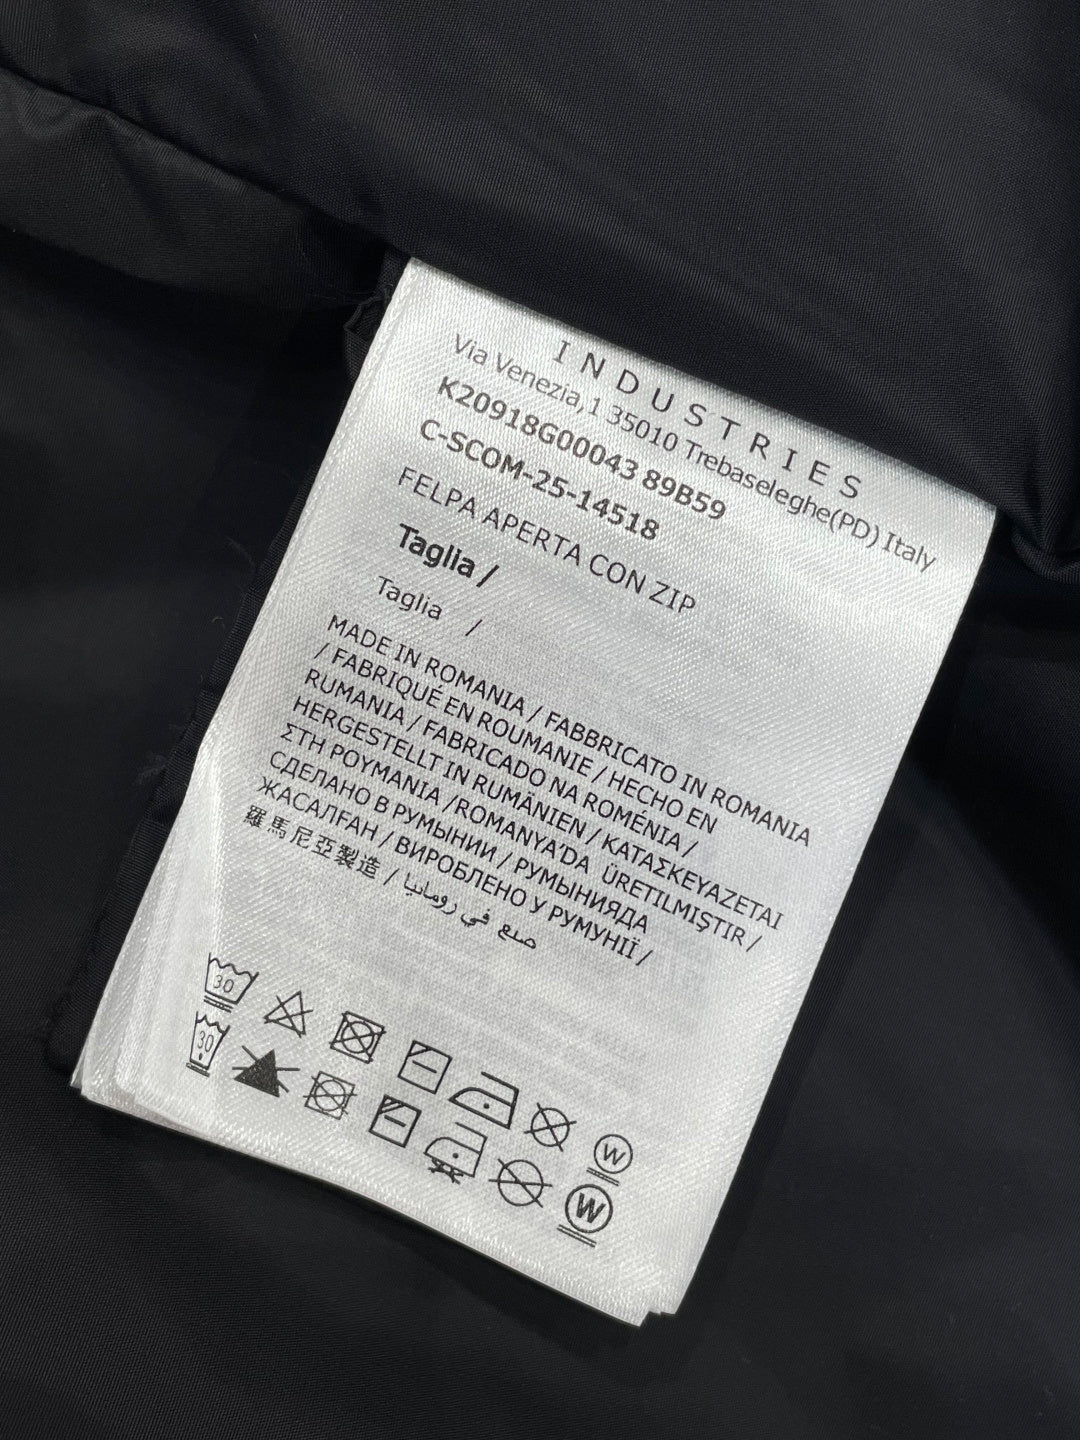 INDUSTRIES
Via Venezia,1 35010 Trebaseleghe(PD) Italy
K20918G00043 89B59
C-SCOM-25-14518
FELPA APERTA CON ZIP
Taglia /
Taglia /
MADE IN ROMANIA / FABBRICATO IN ROMANIA
/ FABRIQUÉ EN ROUMANIE / HECHO EN
RUMANIA / FABRICADO NA ROMÉNIA /
HERGESTELLT IN RUMÄNIEN / ΚΑΤΑΣΚΕΥΑΖΕΤΑΙ
ΣΤΗ ΡΟΥΜΑΝΙΑ /ROMANYA'DA ÜRETILMIŞTIR /
СДЕЛАНО В РУМЫНИИ / РУМЫНИЯДА
ЖАСАЛҒАН / ВИРОБЛЕНО У РУМУНІЇ /
羅馬尼亞製造 / صنع في رومانيا
30
W
30
W